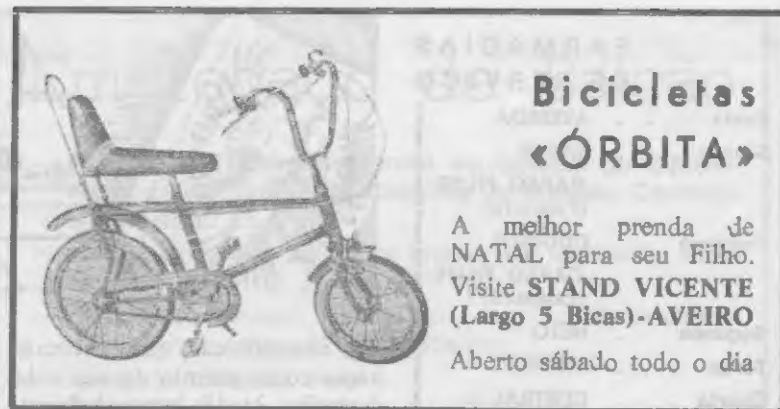 Bicicletas
«ÓRBITA»
A melhor prenda de
NATAL para seu Filho.
Visite STAND VICENTE
(Largo 5 Bicas)-AVEIRO
Aberto sábado todo o dia